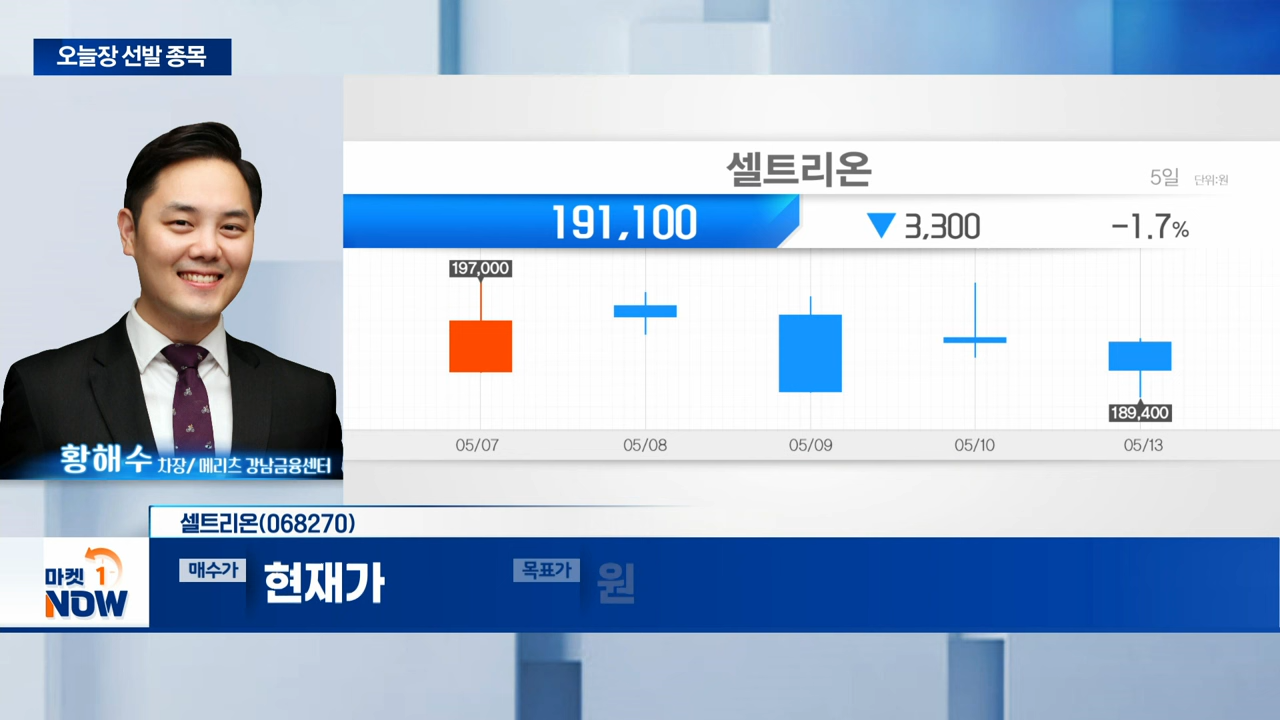 오늘장 선발 종목
셀트리온
5일 단위:원
191,100 ▼ 3,300 -1.7%
197,000
189,400
05/07 05/08 05/09 05/10 05/13
황해수 차장/ 메리츠 강남금융센터
셀트리온(068270)
매수가 현재가 목표가 원
마켓 1
NOW